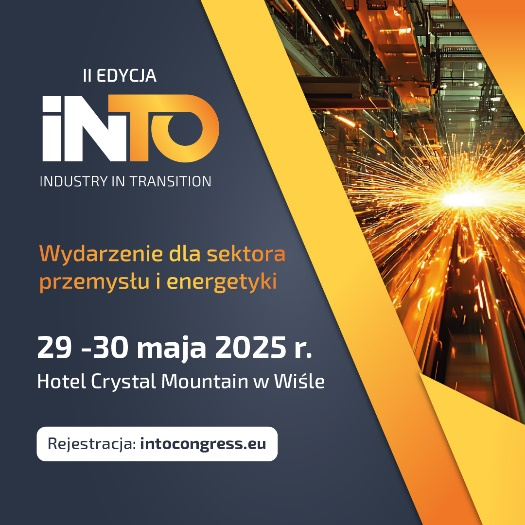 II EDYCJA
iNTO
INDUSTRY IN TRANSITION
Wydarzenie dla sektora
przemysłu i energetyki
29 -30 maja 2025 r.
Hotel Crystal Mountain w Wiśle
Rejestracja: intocongress.eu